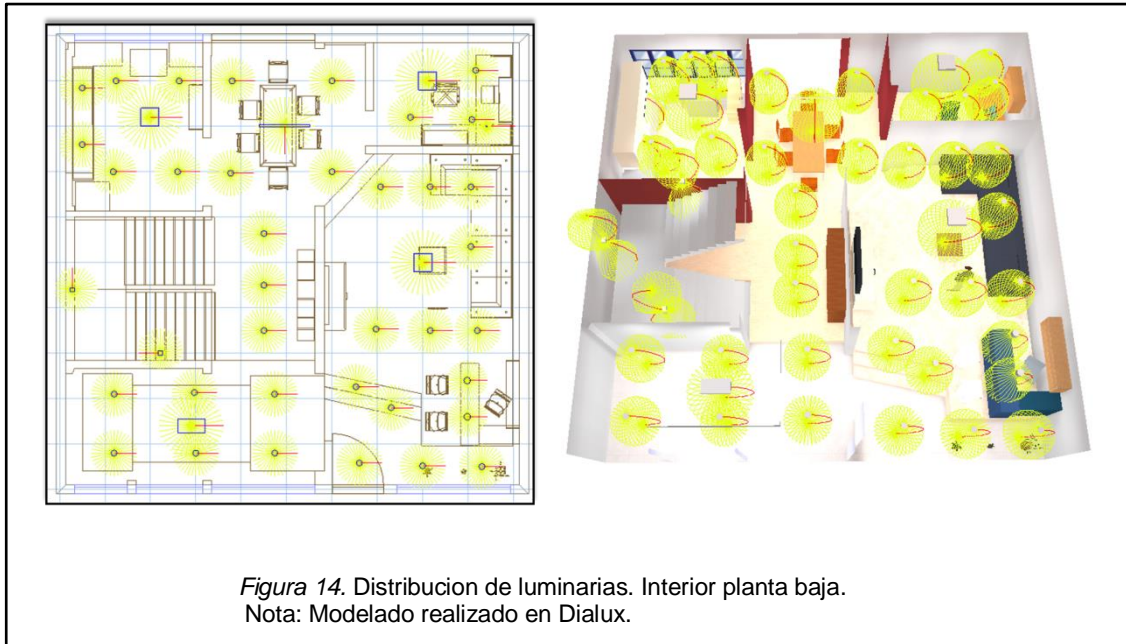 Figura 14. Distribucion de luminarias. Interior planta baja.
Nota: Modelado realizado en Dialux.